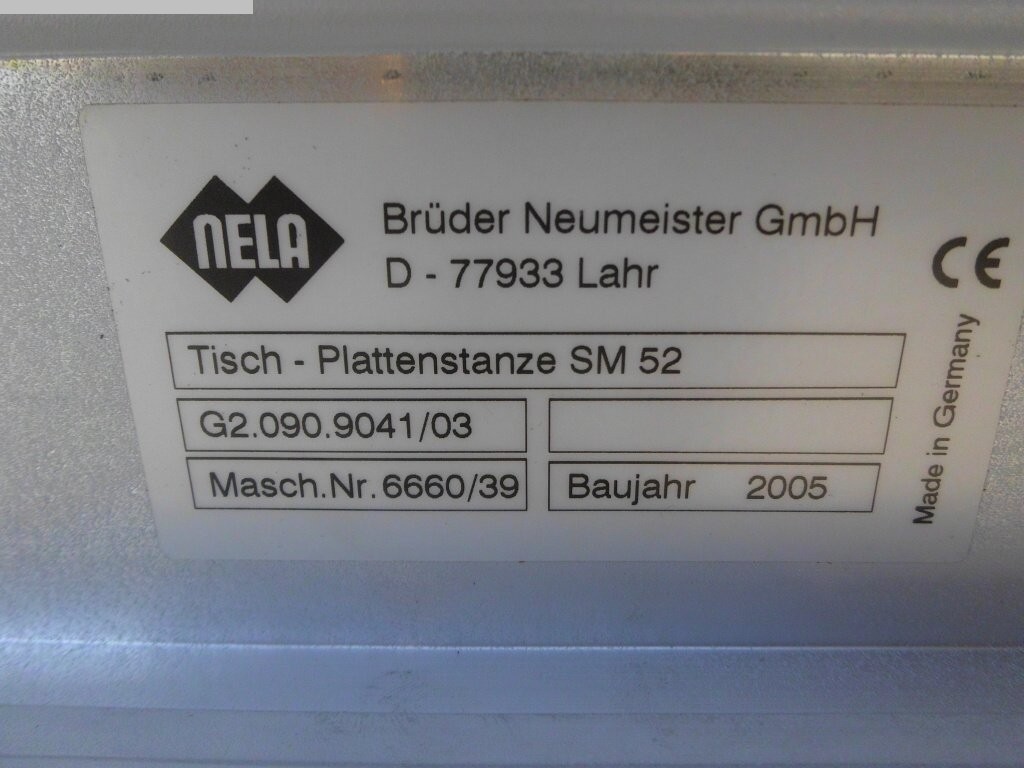 NELA
Brüder Neumeister GmbH
D - 77933 Lahr
CE
Tisch - Plattenstanze SM 52
G2.090.9041/03
Masch.Nr. 6660/39
Baujahr 2005
Made in Germany